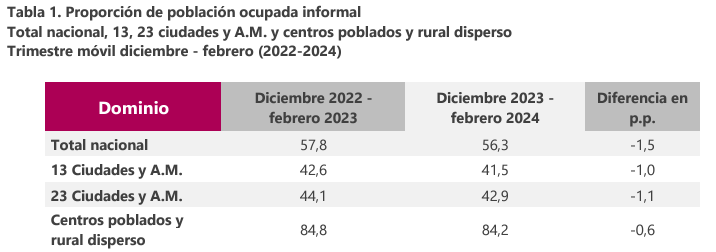 Tabla 1. Proporción de población ocupada informal
Total nacional, 13, 23 ciudades y A.M. y centros poblados y rural disperso
Trimestre móvil diciembre - febrero (2022-2024)
Dominio Diciembre 2022 - febrero 2023 Diciembre 2023 - febrero 2024 Diferencia en p.p.
Total nacional 57,8 56,3 -1,5
13 Ciudades y A.M. 42,6 41,5 -1,0
23 Ciudades y A.M. 44,1 42,9 -1,1
Centros poblados y rural disperso 84,8 84,2 -0,6